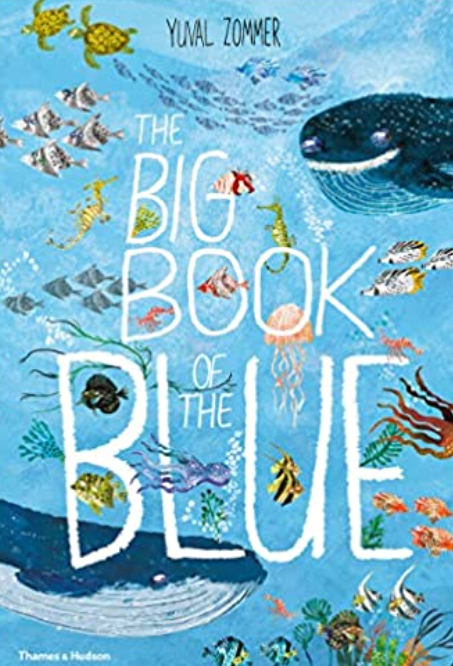 YUVAL ZOMMER
THE
BIG
BOOK
OF
THE
BLUE
Thames & Hudson